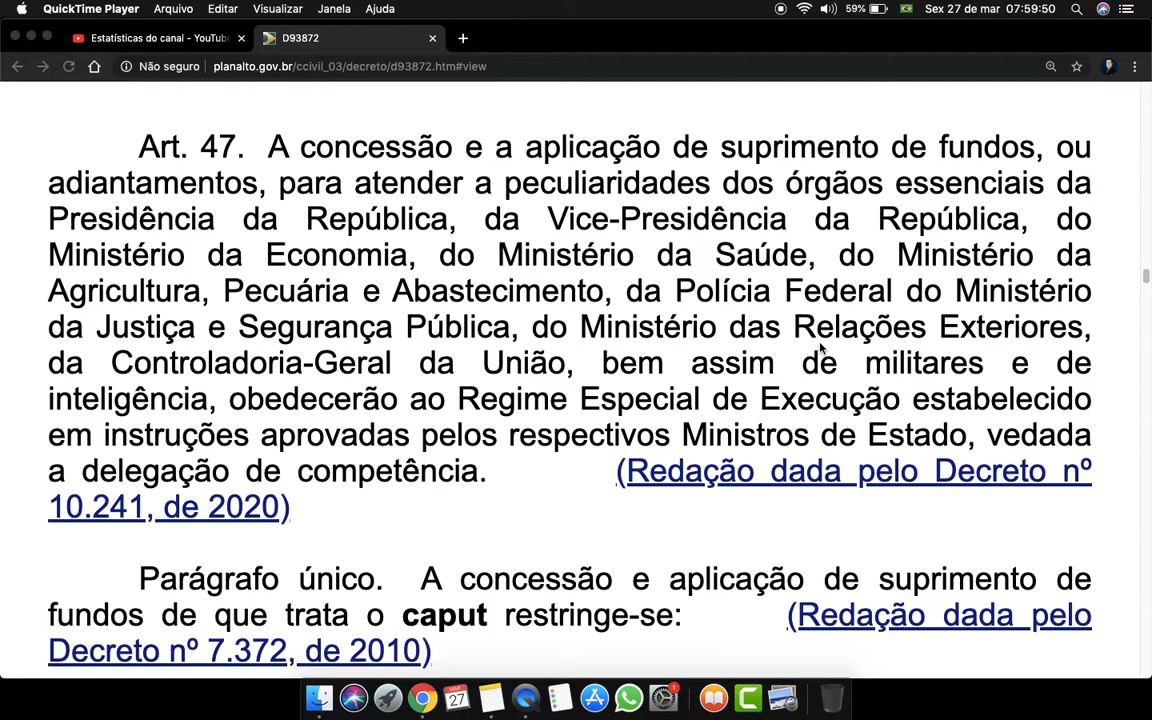 QuickTime Player Arquivo Editar Visualizar Janela Ajuda 59% Sex 27 de mar 07:59:50
Estatísticas do canal - YouTube D93872
Não seguro planalto.gov.br/ccivil_03/decreto/d93872.htm#view
Art. 47. A concessão e a aplicação de suprimento de fundos, ou
adiantamentos, para atender a peculiaridades dos órgãos essenciais da
Presidência da República, da Vice-Presidência da República, do
Ministério da Economia, do Ministério da Saúde, do Ministério da
Agricultura, Pecuária e Abastecimento, da Polícia Federal do Ministério
da Justiça e Segurança Pública, do Ministério das Relações Exteriores,
da Controladoria-Geral da União, bem assim de militares e de
inteligência, obedecerão ao Regime Especial de Execução estabelecido
em instruções aprovadas pelos respectivos Ministros de Estado, vedada
a delegação de competência. (Redação dada pelo Decreto nº
10.241, de 2020)
Parágrafo único. A concessão e aplicação de suprimento de
fundos de que trata o caput restringe-se: (Redação dada pelo
Decreto nº 7.372, de 2010)
MAR
27
1